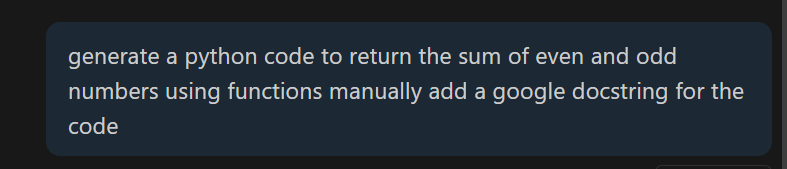 generate a python code to return the sum of even and odd
numbers using functions manually add a google docstring for the
code